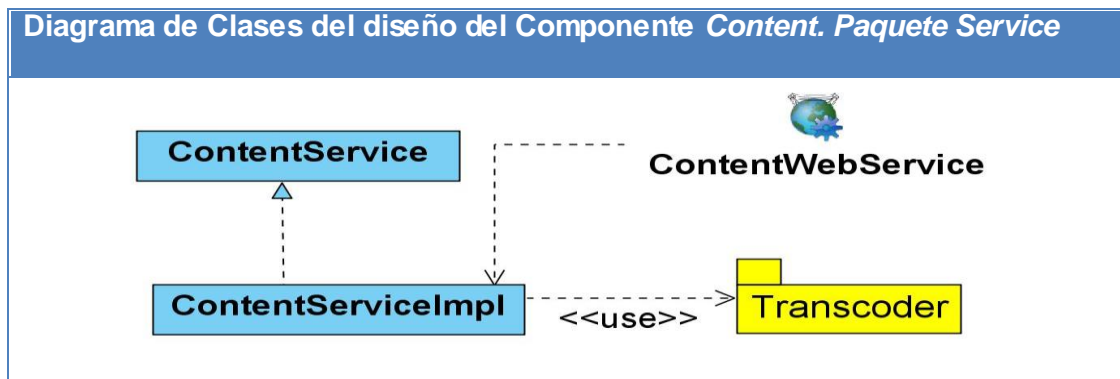 Diagrama de Clases del diseño del Componente Content. Paquete Service
ContentService
ContentWebService
ContentServiceImpl
<<use>>
Transcoder